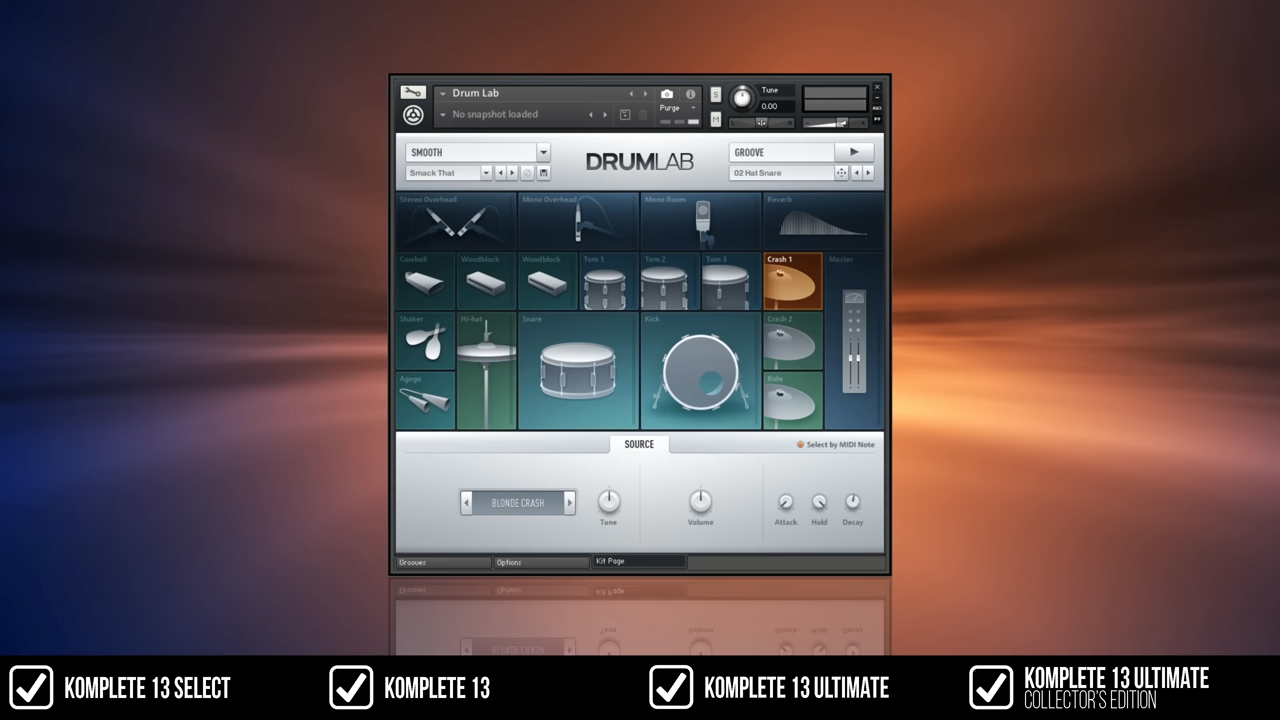 Drum Lab
Purge
Tune
0.00
S
M
AUX
PV
No snapshot loaded
SMOOTH
Smack That
DRUMLAB
GROOVE
02 Hat Snare
Stereo Overhead
Mono Overhead
Mono Room
Reverb
Cowbell
Woodblock
Woodblock
Tom 1
Tom 2
Tom 3
Crash 1
Master
Shaker
Hi-hat
Snare
Kick
Crash 2
Agogo
Ride
SOURCE
Select by MIDI Note
BLONDE CRASH
Tune
Volume
Attack
Hold
Decay
Grooves
Options
Kit Page
KOMPLETE 13 SELECT
KOMPLETE 13
KOMPLETE 13 ULTIMATE
KOMPLETE 13 ULTIMATE
COLLECTOR'S EDITION